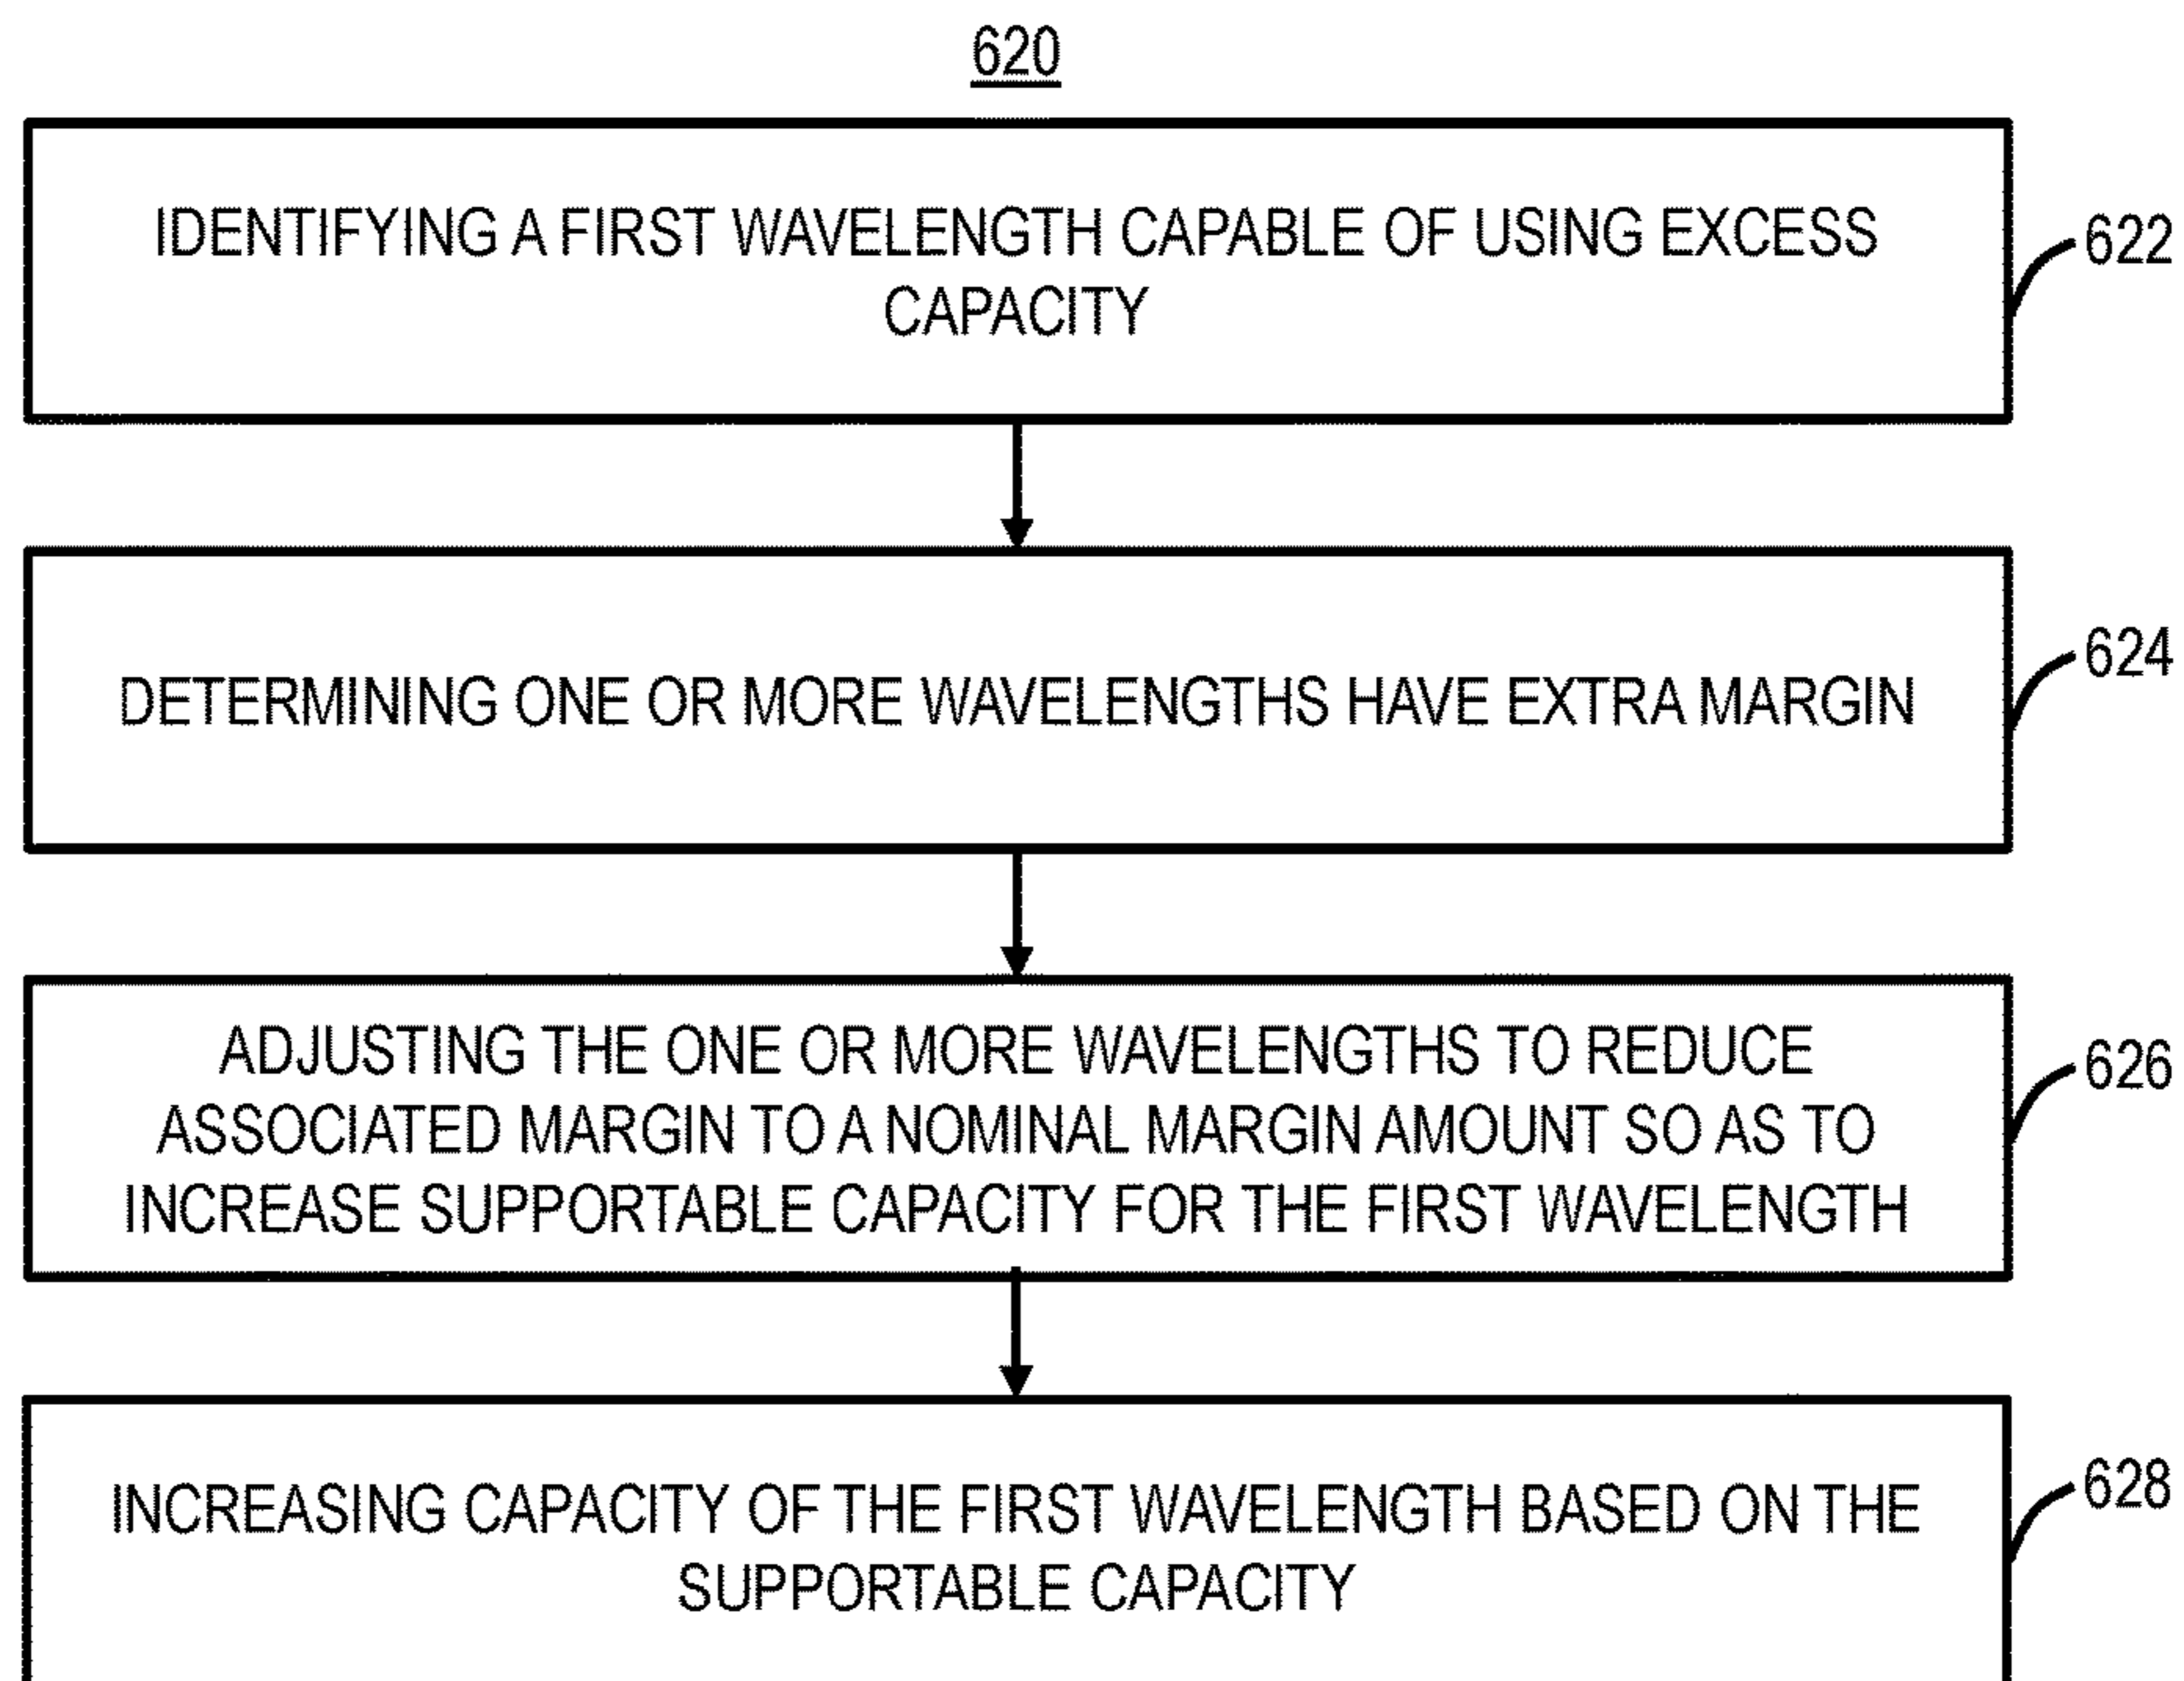 620
IDENTIFYING A FIRST WAVELENGTH CAPABLE OF USING EXCESS
CAPACITY
622
DETERMINING ONE OR MORE WAVELENGTHS HAVE EXTRA MARGIN
624
ADJUSTING THE ONE OR MORE WAVELENGTHS TO REDUCE
ASSOCIATED MARGIN TO A NOMINAL MARGIN AMOUNT SO AS TO
INCREASE SUPPORTABLE CAPACITY FOR THE FIRST WAVELENGTH
626
INCREASING CAPACITY OF THE FIRST WAVELENGTH BASED ON THE
SUPPORTABLE CAPACITY
628